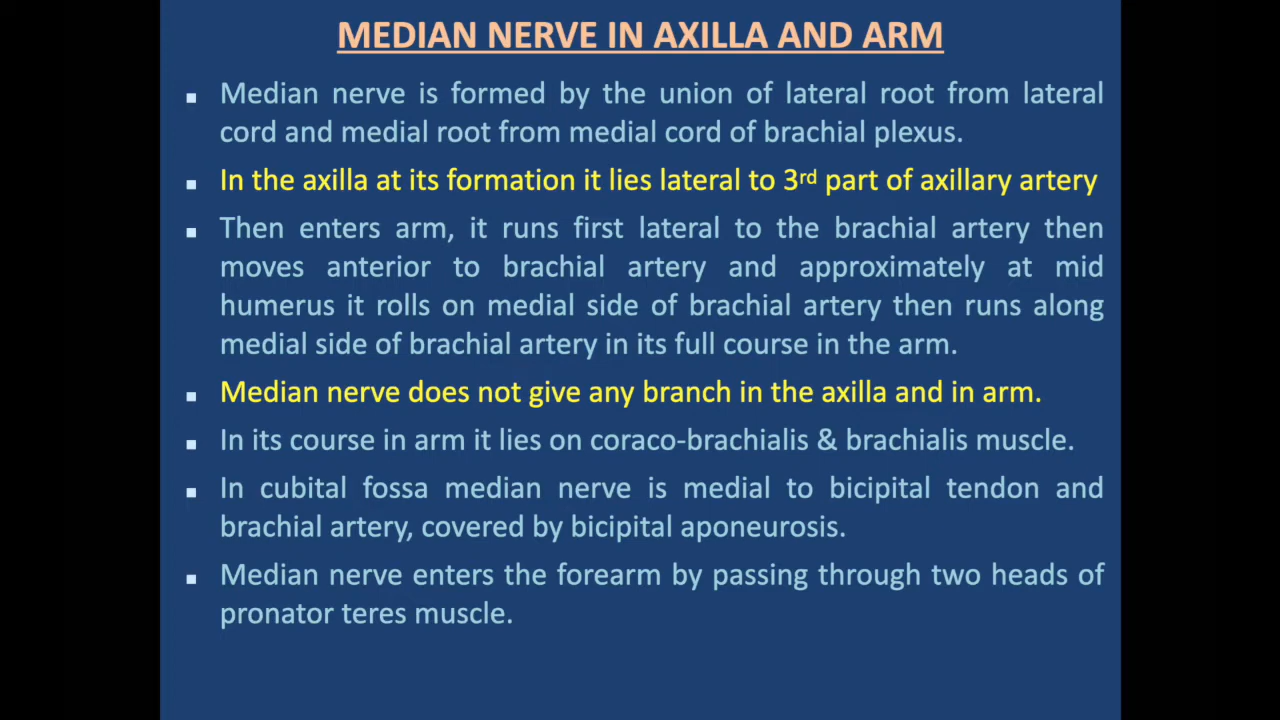 MEDIAN NERVE IN AXILLA AND ARM
▪ Median nerve is formed by the union of lateral root from lateral
cord and medial root from medial cord of brachial plexus.
▪ In the axilla at its formation it lies lateral to 3rd part of axillary artery
▪ Then enters arm, it runs first lateral to the brachial artery then
moves anterior to brachial artery and approximately at mid
humerus it rolls on medial side of brachial artery then runs along
medial side of brachial artery in its full course in the arm.
▪ Median nerve does not give any branch in the axilla and in arm.
▪ In its course in arm it lies on coraco-brachialis & brachialis muscle.
▪ In cubital fossa median nerve is medial to bicipital tendon and
brachial artery, covered by bicipital aponeurosis.
▪ Median nerve enters the forearm by passing through two heads of
pronator teres muscle.